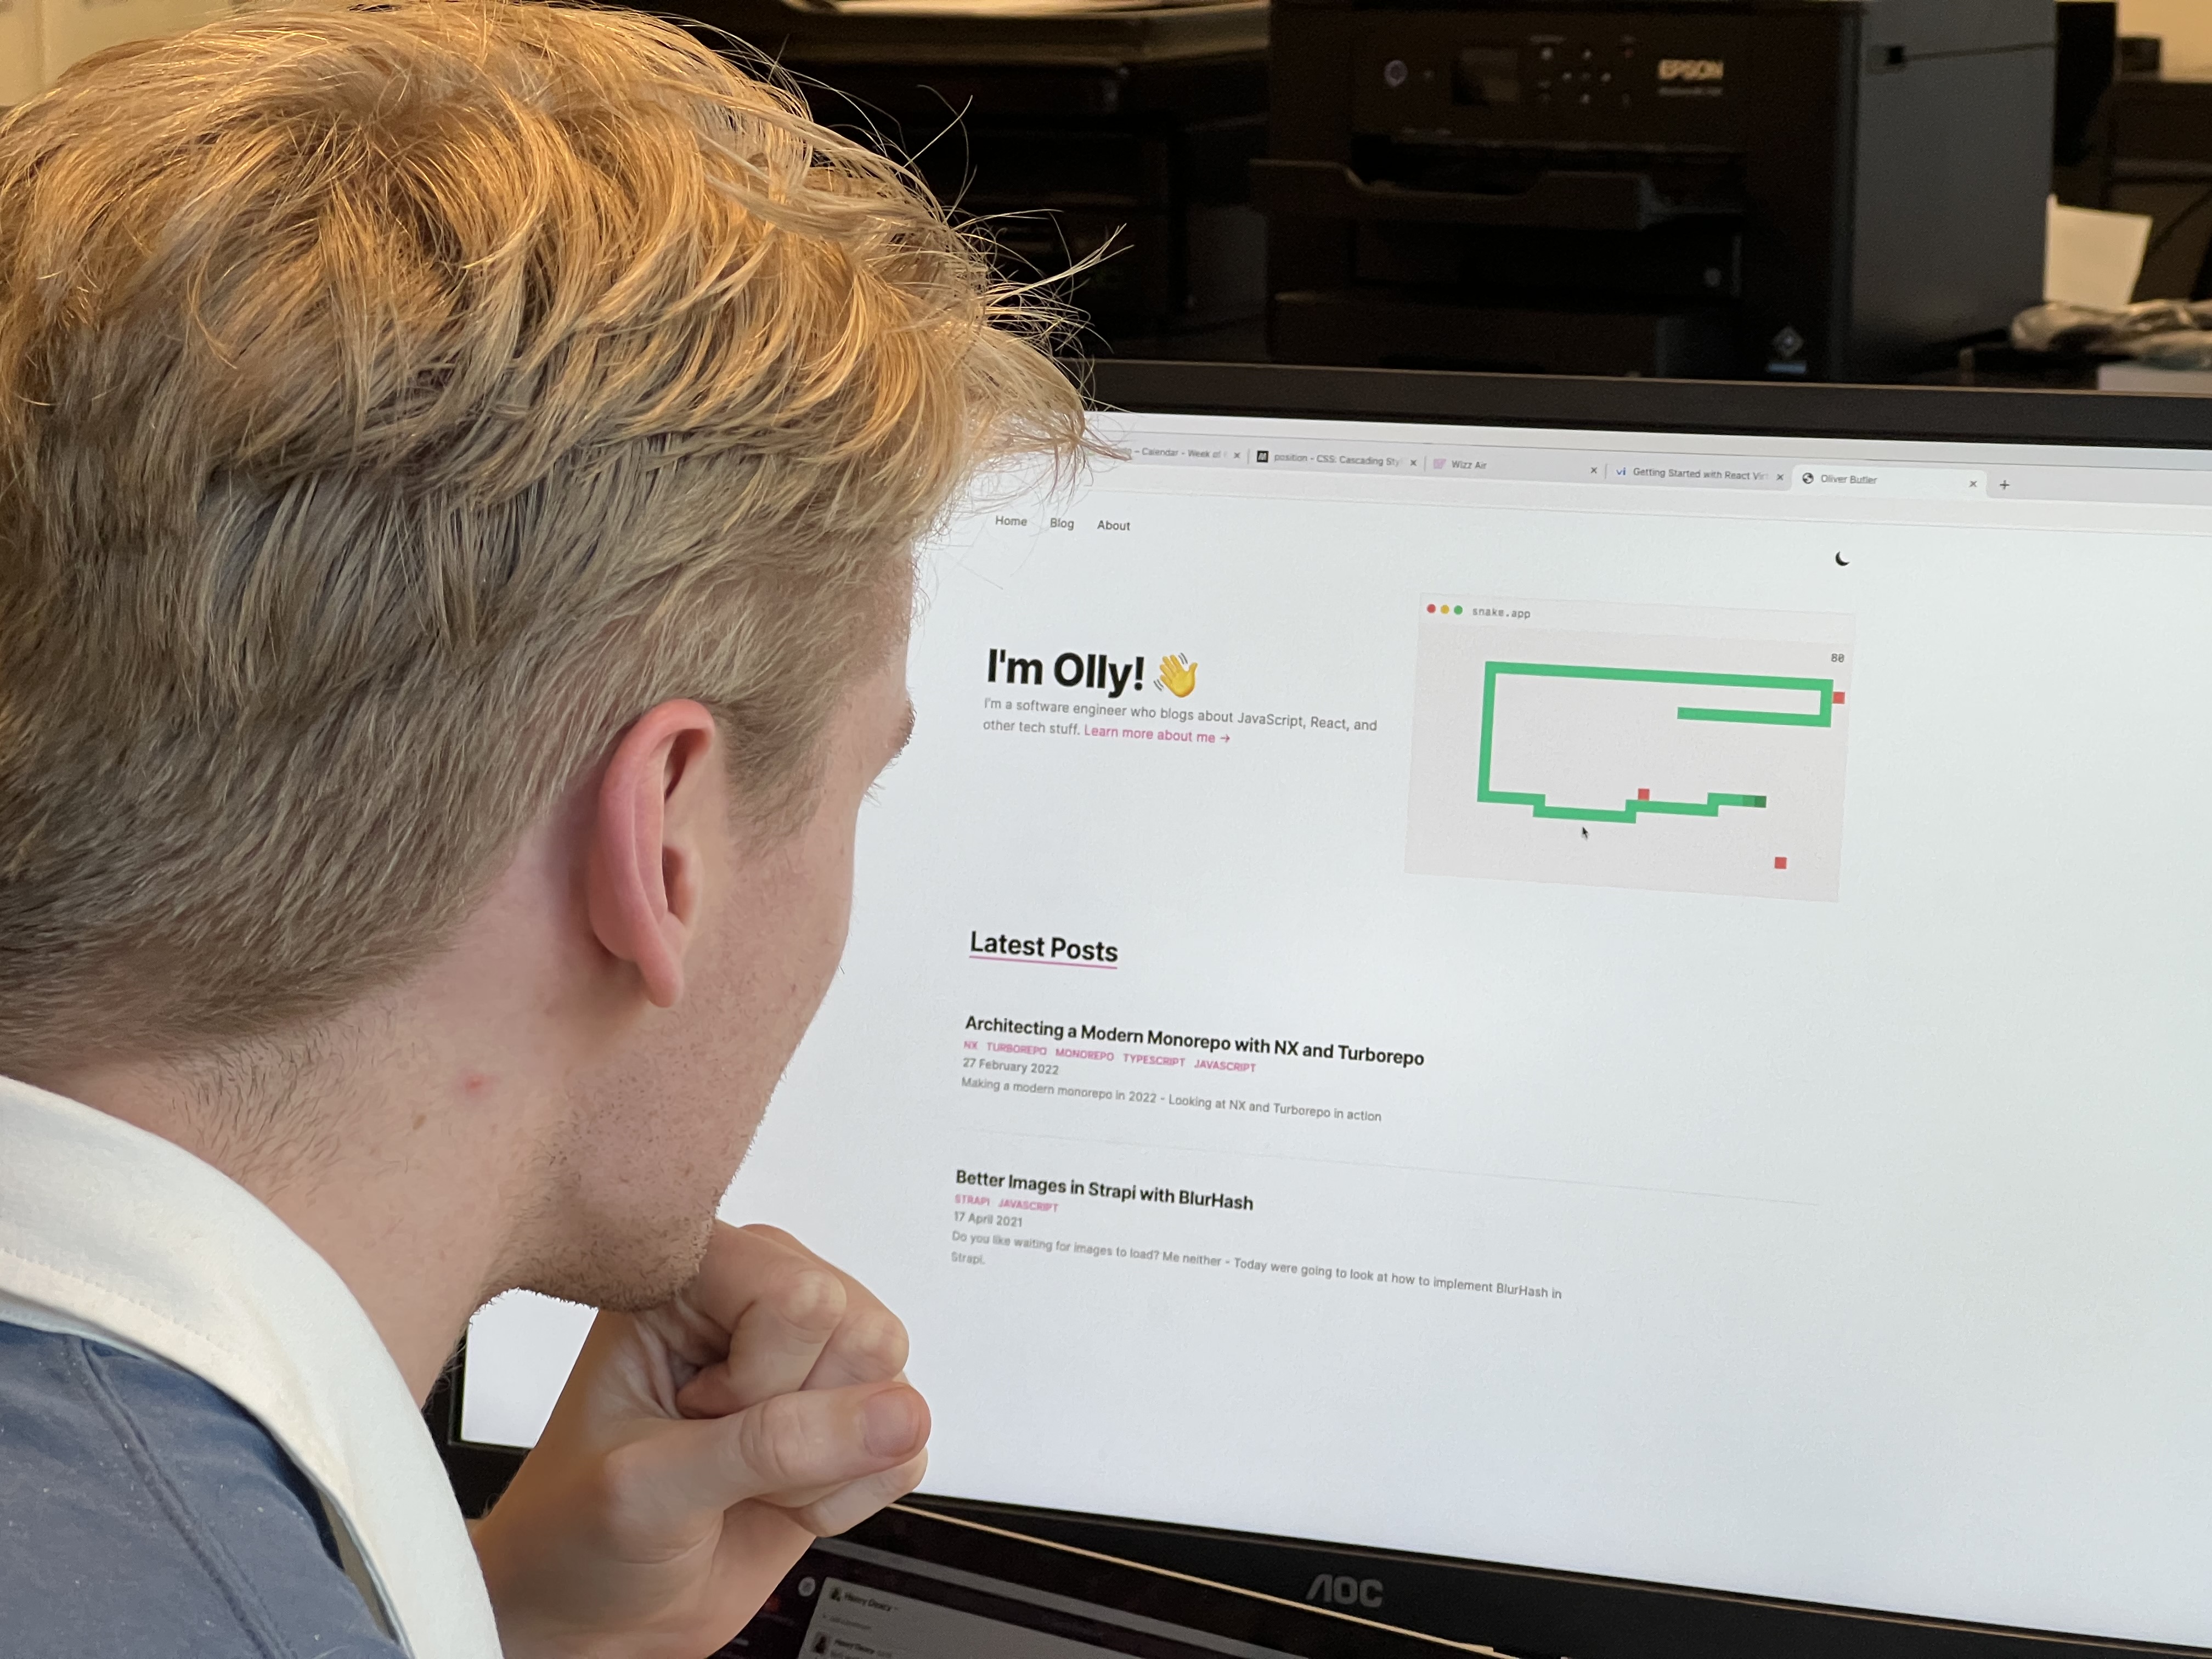 EPSON
- Calendar - Week of
position - CSS: Cascading Sty
Wizz Air
vi Getting Started with React Vir
Oliver Butler
Home Blog About
snake.app
80
I'm Olly! 👋
I'm a software engineer who blogs about JavaScript, React, and
other tech stuff. Learn more about me →
Latest Posts
Architecting a Modern Monorepo with NX and Turborepo
NX TURBOREPO MONOREPO TYPESCRIPT JAVASCRIPT
27 February 2022
Making a modern monorepo in 2022 - Looking at NX and Turborepo in action
Better Images in Strapi with BlurHash
STRAPI JAVASCRIPT
17 April 2021
Do you like waiting for images to load? Me neither - Today were going to look at how to implement BlurHash in
Strapi.
AOC
Henry Deacy
Henry Deacy